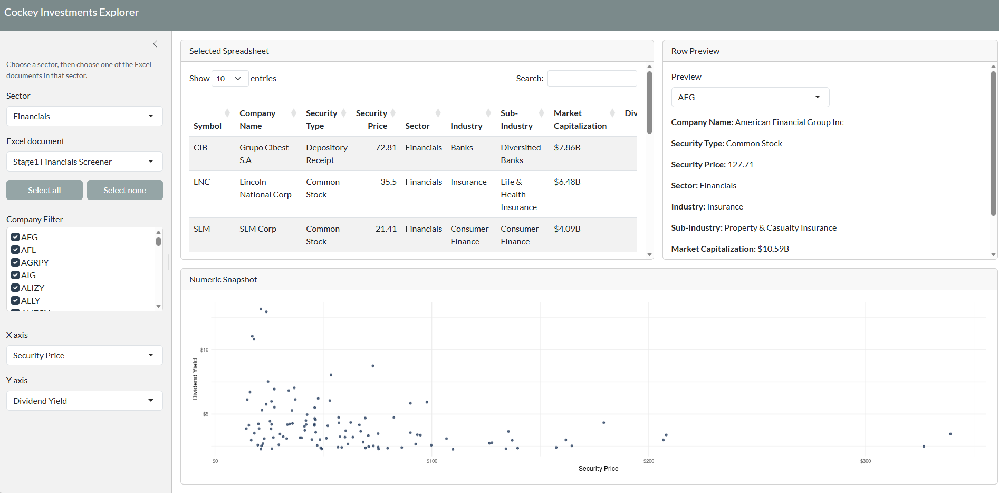 Cockey Investments Explorer
Choose a sector, then choose one of the Excel
documents in that sector.
Sector
Financials
Excel document
Stage1 Financials Screener
Select all
Select none
Company Filter
AFG
AFL
AGRPY
AIG
ALIZY
ALLY
X axis
Security Price
Y axis
Dividend Yield
Selected Spreadsheet
Show 10 entries
Search:
Symbol Company Name Security Type Security Price Sector Industry Sub-Industry Market Capitalization Div
CIB Grupo Cibest S.A Depository Receipt 72.81 Financials Banks Diversified Banks $7.86B
LNC Lincoln National Corp Common Stock 35.5 Financials Insurance Life & Health Insurance $6.48B
SLM SLM Corp Common Stock 21.41 Financials Consumer Finance Consumer Finance $4.09B
Row Preview
Preview
AFG
Company Name: American Financial Group Inc
Security Type: Common Stock
Security Price: 127.71
Sector: Financials
Industry: Insurance
Sub-Industry: Property & Casualty Insurance
Market Capitalization: $10.59B
Numeric Snapshot
Dividend Yield
$10
$5
$0 $100 $200 $300
Security Price